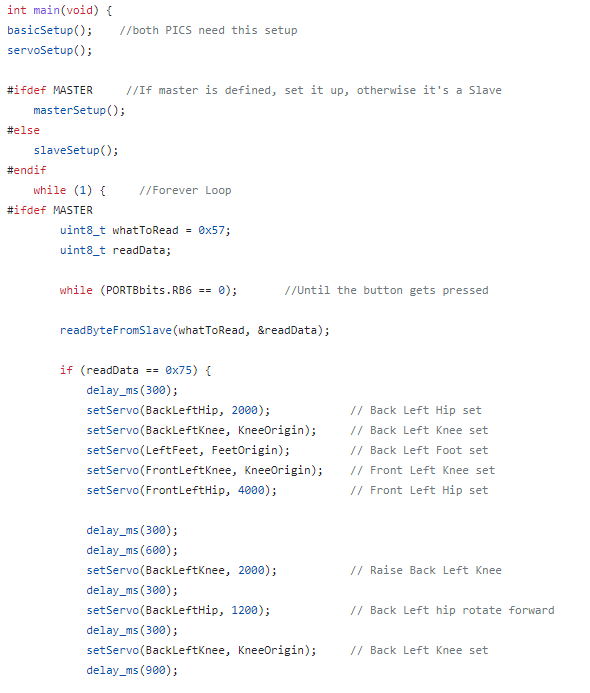 int main(void) {
basicSetup();    //both PICS need this setup
servoSetup();
#ifdef MASTER     //If master is defined, set it up, otherwise it's a Slave
    masterSetup();
#else
    slaveSetup();
#endif
    while (1) {     //Forever Loop
#ifdef MASTER
        uint8_t whatToRead = 0x57;
        uint8_t readData;
        while (PORTBbits.RB6 == 0);       //Until the button gets pressed
        readByteFromSlave(whatToRead, &readData);
        if (readData == 0x75) {
            delay_ms(300);
            setServo(BackLeftHip, 2000);            // Back Left Hip set
            setServo(BackLeftKnee, KneeOrigin);     // Back Left Knee set
            setServo(LeftFeet, FeetOrigin);         // Back Left Foot set
            setServo(FrontLeftKnee, KneeOrigin);    // Front Left Knee set
            setServo(FrontLeftHip, 4000);           // Front Left Hip set
            delay_ms(300);
            delay_ms(600);
            setServo(BackLeftKnee, 2000);           // Raise Back Left Knee
            delay_ms(300);
            setServo(BackLeftHip, 1200);            // Back Left hip rotate forward
            delay_ms(300);
            setServo(BackLeftKnee, KneeOrigin);     // Back Left Knee set
            delay_ms(900);